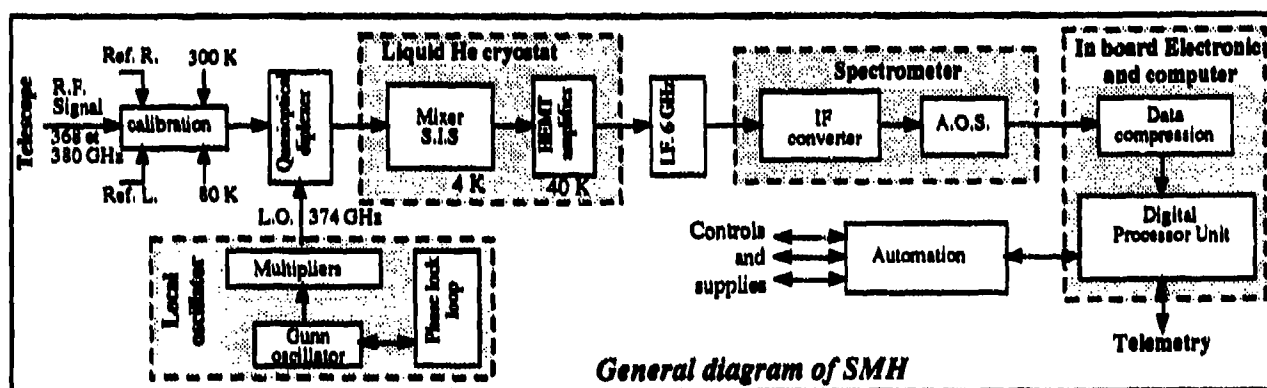 Telescope
R.F.
Signal
368 et
380 GHz
Ref. R.
300 K
calibration
Ref. L.
80 K
Quasioptical
diplexer
L.O. 374 GHz
Local
oscillator
Multipliers
Gunn
oscillator
Phase lock
loop
Liquid He cryostat
Mixer
S.I.S
4 K
HEMT
amplifier
40 K
I.F. 6 GHz
Spectrometer
IF
converter
A.O.S.
In board Electronic
and computer
Data
compression
Digital
Processor Unit
Controls
and
supplies
Automation
Telemetry
General diagram of SMH